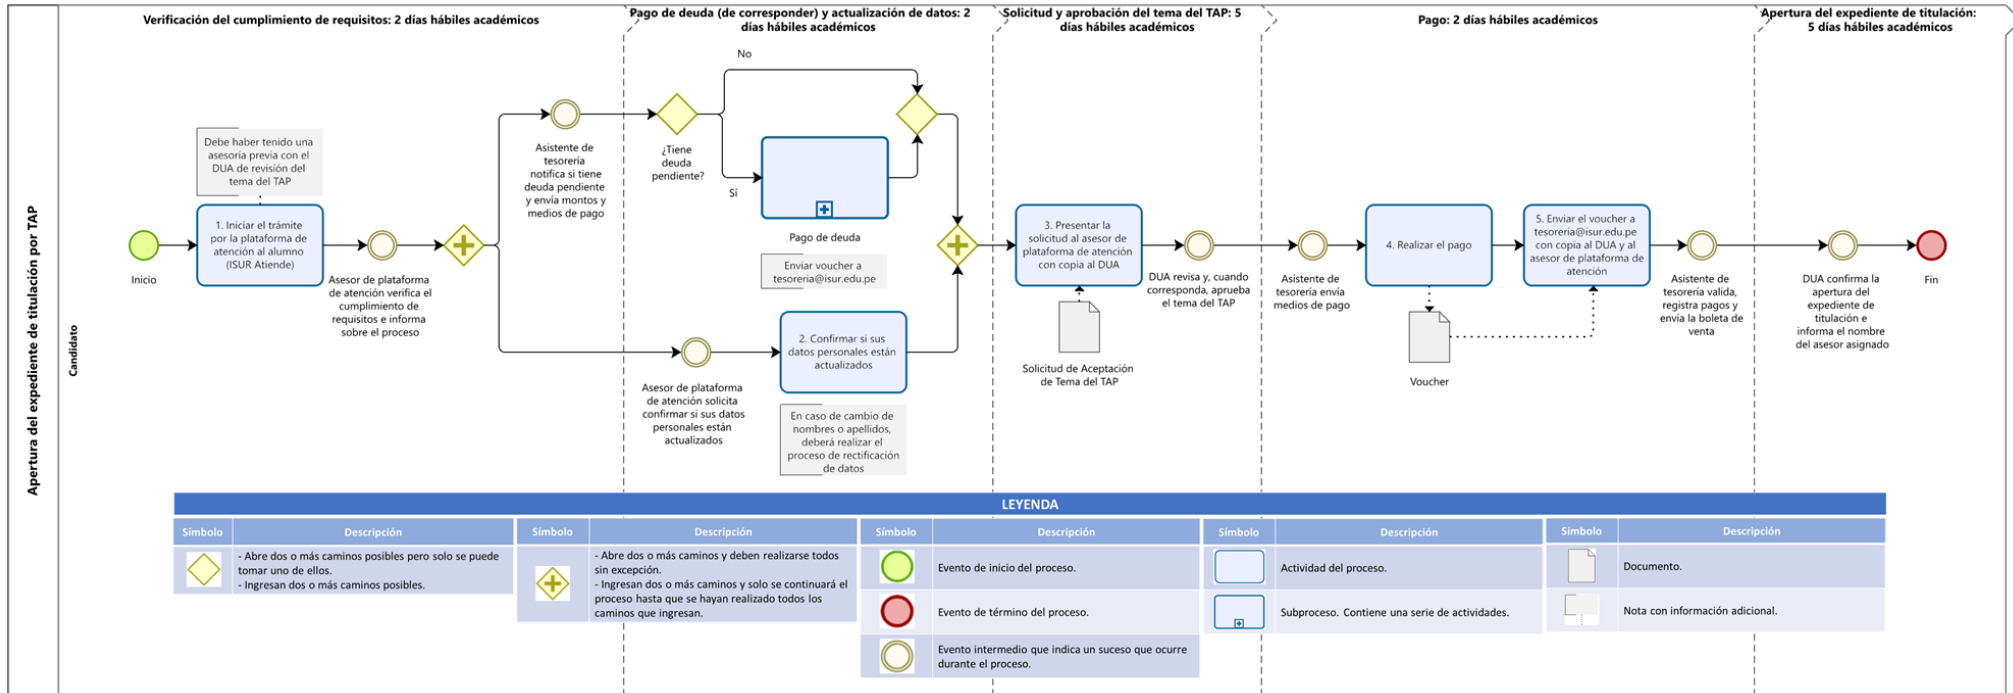 Verificación del cumplimiento de requisitos: 2 días hábiles académicos
Pago de deuda (de corresponder) y actualización de datos: 2
días hábiles académicos
Solicitud y aprobación del tema del TAP: 5
días hábiles académicos
Pago: 2 días hábiles académicos
Apertura del expediente de titulación:
5 días hábiles académicos
Apertura del expediente de titulación por TAP
Candidato
Inicio
Debe haber tenido una
asesoría previa con el
DUA de revisión del
tema del TAP
1. Iniciar el trámite
por la plataforma de
atención al alumno
(ISUR Atiende)
Asesor de plataforma
de atención verifica el
cumplimiento de
requisitos e informa
sobre el proceso
Asistente de
tesorería
notifica si tiene
deuda pendiente
y envía montos y
medios de pago
¿Tiene
deuda
pendiente?
No
Sí
Pago de deuda
Enviar voucher a
tesoreria@isur.edu.pe
Asesor de plataforma
de atención solicita
confirmar si sus datos
personales están
actualizados
2. Confirmar si sus
datos personales están
actualizados
En caso de cambio de
nombres o apellidos,
deberá realizar el
proceso de rectificación
de datos
3. Presentar la
solicitud al asesor de
plataforma de atención
con copia al DUA
Solicitud de Aceptación
de Tema del TAP
DUA revisa y, cuando
corresponda, aprueba
el tema del TAP
Asistente de
tesorería envía
medios de pago
4. Realizar el pago
Voucher
5. Enviar el voucher a
tesoreria@isur.edu.pe
con copia al DUA y al
asesor de plataforma de
atención
Asistente de
tesorería valida,
registra pagos y
envía la boleta de
venta
DUA confirma la
apertura del
expediente de
titulación e
informa el nombre
del asesor asignado
Fin
LEYENDA
Símbolo
Descripción
- Abre dos o más caminos posibles pero solo se puede
tomar uno de ellos.
- Ingresan dos o más caminos posibles.
Símbolo
Descripción
- Abre dos o más caminos y deben realizarse todos
sin excepción.
- Ingresan dos o más caminos y solo se continuará el
proceso hasta que se hayan realizado todos los
caminos que ingresan.
Símbolo
Descripción
Evento de inicio del proceso.
Evento de término del proceso.
Evento intermedio que indica un suceso que ocurre
durante el proceso.
Símbolo
Descripción
Actividad del proceso.
Subproceso. Contiene una serie de actividades.
Símbolo
Descripción
Documento.
Nota con información adicional.